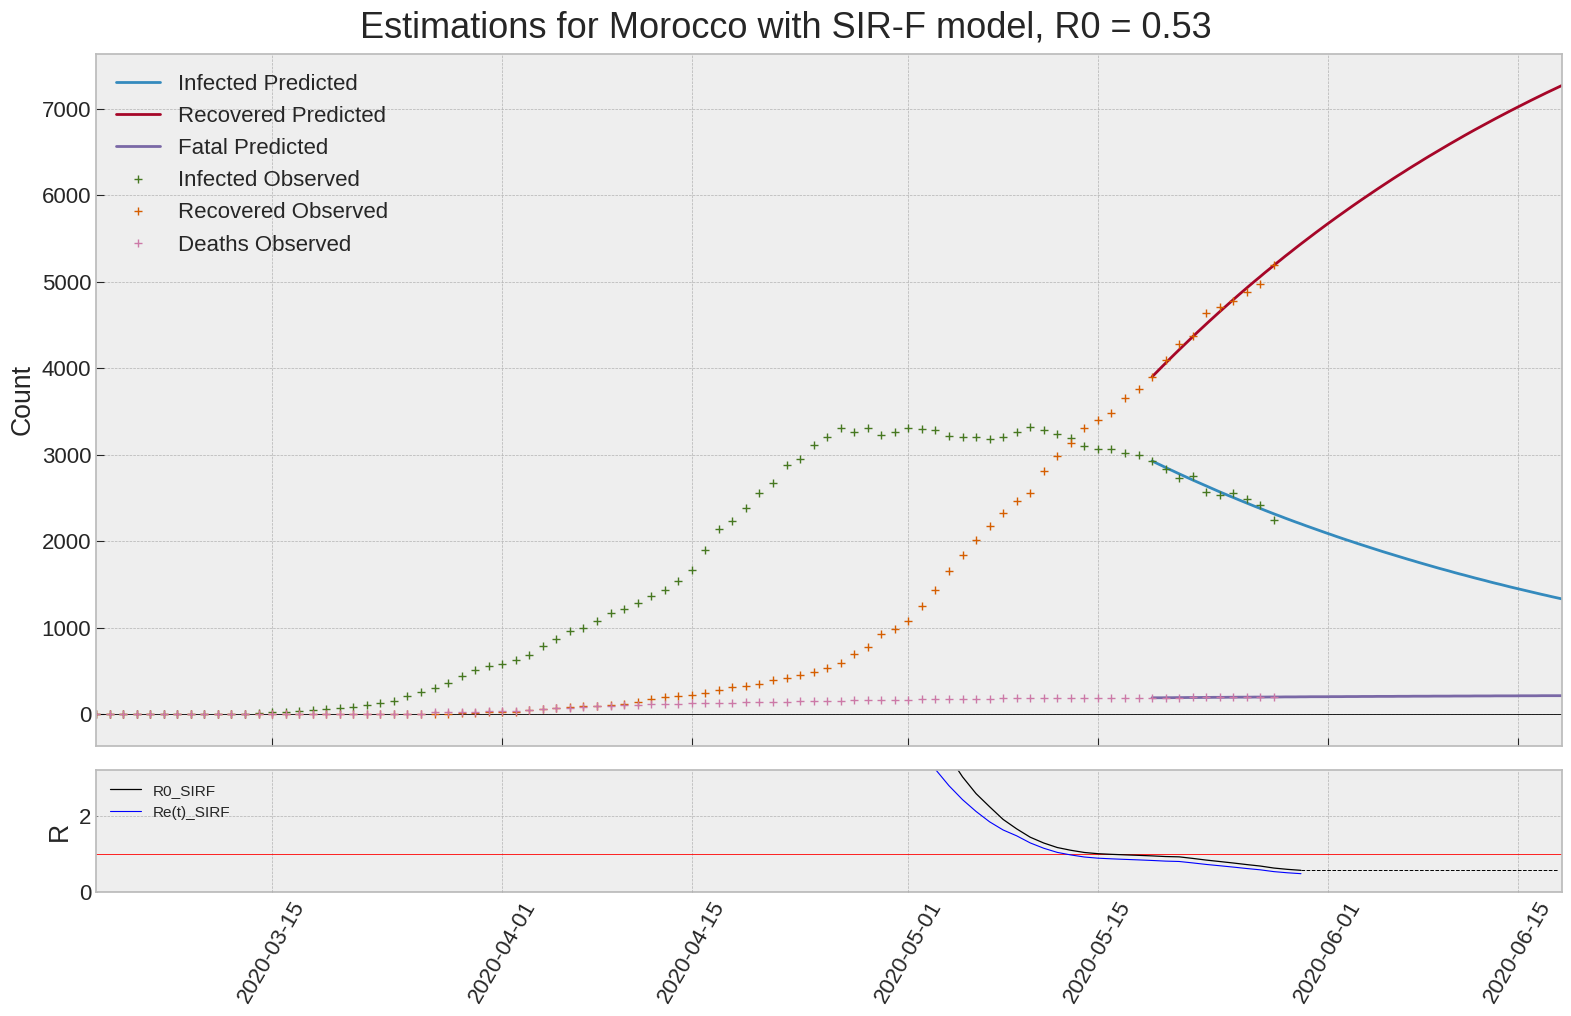 Estimations for Morocco with SIR-F model, R0 = 0.53
Infected Predicted
Recovered Predicted
Fatal Predicted
Infected Observed
Recovered Observed
Deaths Observed
7000
6000
5000
4000
3000
2000
1000
0
Count
R0_SIRF
Re(t)_SIRF
2
0
R
2020-03-15
2020-04-01
2020-04-15
2020-05-01
2020-05-15
2020-06-01
2020-06-15